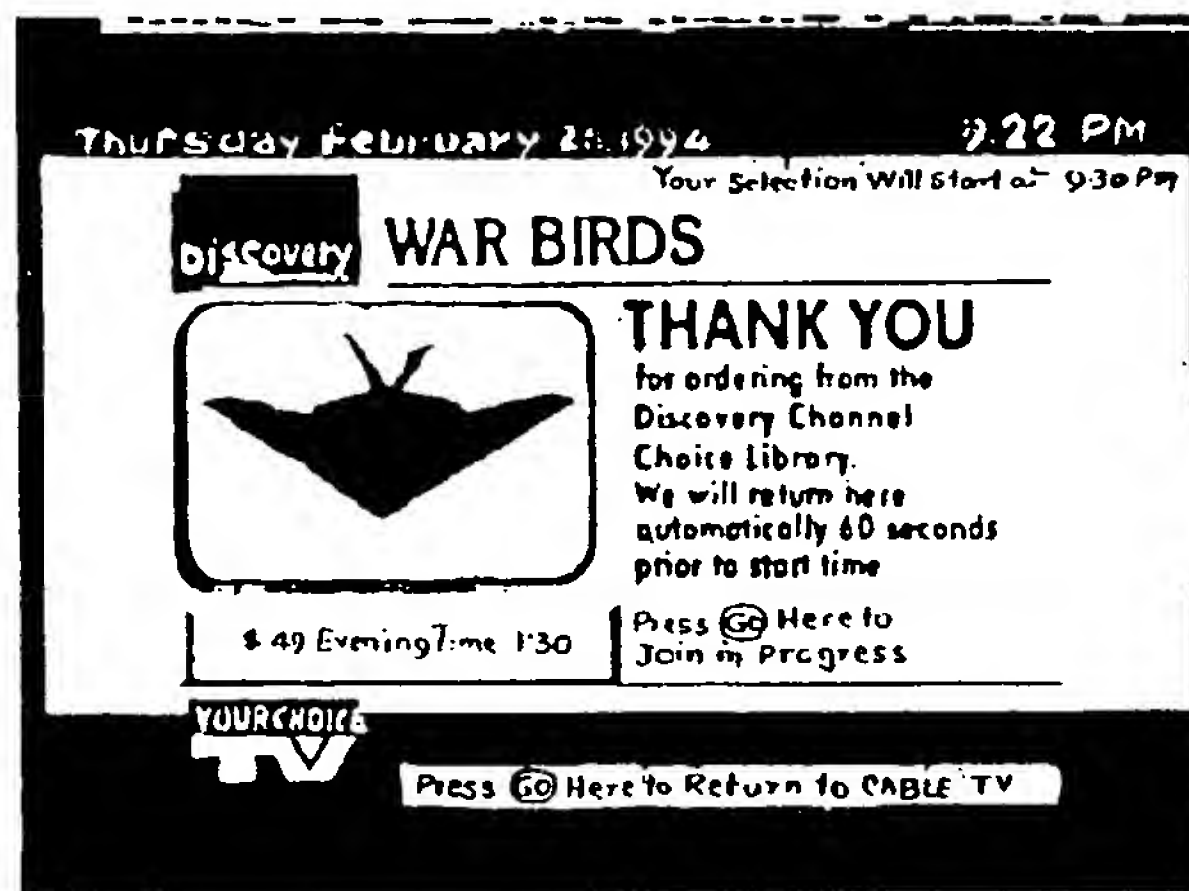 Thursday February 1994
9.22 PM
Your Selection Will Start at 9:30 PM
Discovery
WAR BIRDS
THANK YOU
for ordering from the
Discovery Channel
Choice Library.
We will return here
automatically 60 seconds
prior to start time
$ .49 EveningTime 1:30
Press GO Here to
Join in Progress
YOUR CHOICE
TV
Press GO Here to Return to CABLE TV